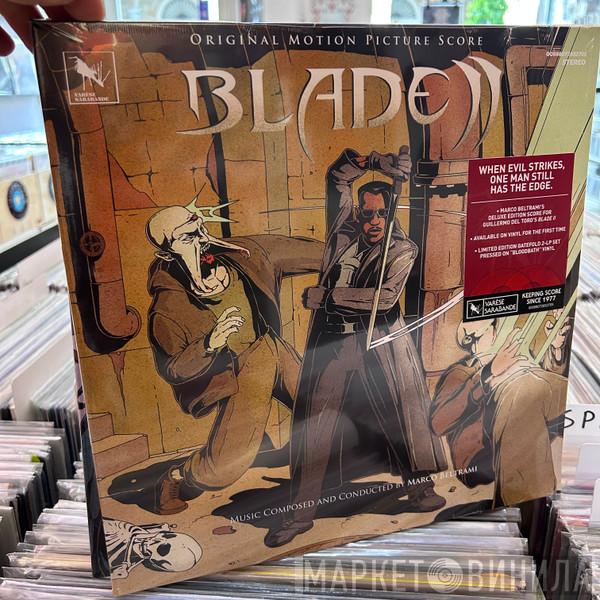 ORIGINAL MOTION PICTURE SCORE
STEREO
VARÈSE
SARABANDE
BLADE II
WHEN EVIL STRIKES,
ONE MAN STILL
HAS THE EDGE.
• MARCO BELTRAMI'S
DELUXE EDITION SCORE FOR
GUILLERMO DEL TORO'S BLADE II
• AVAILABLE ON VINYL FOR THE FIRST TIME
• LIMITED EDITION GATEFOLD 2-LP SET
PRESSED ON "BLOODBATH" VINYL
VARÈSE
SARABANDE
KEEPING SCORE
SINCE 1977
SP
MUSIC COMPOSED AND CONDUCTED BY MARCO BELTRAMI
МАРКЕТ ВИНИЛА